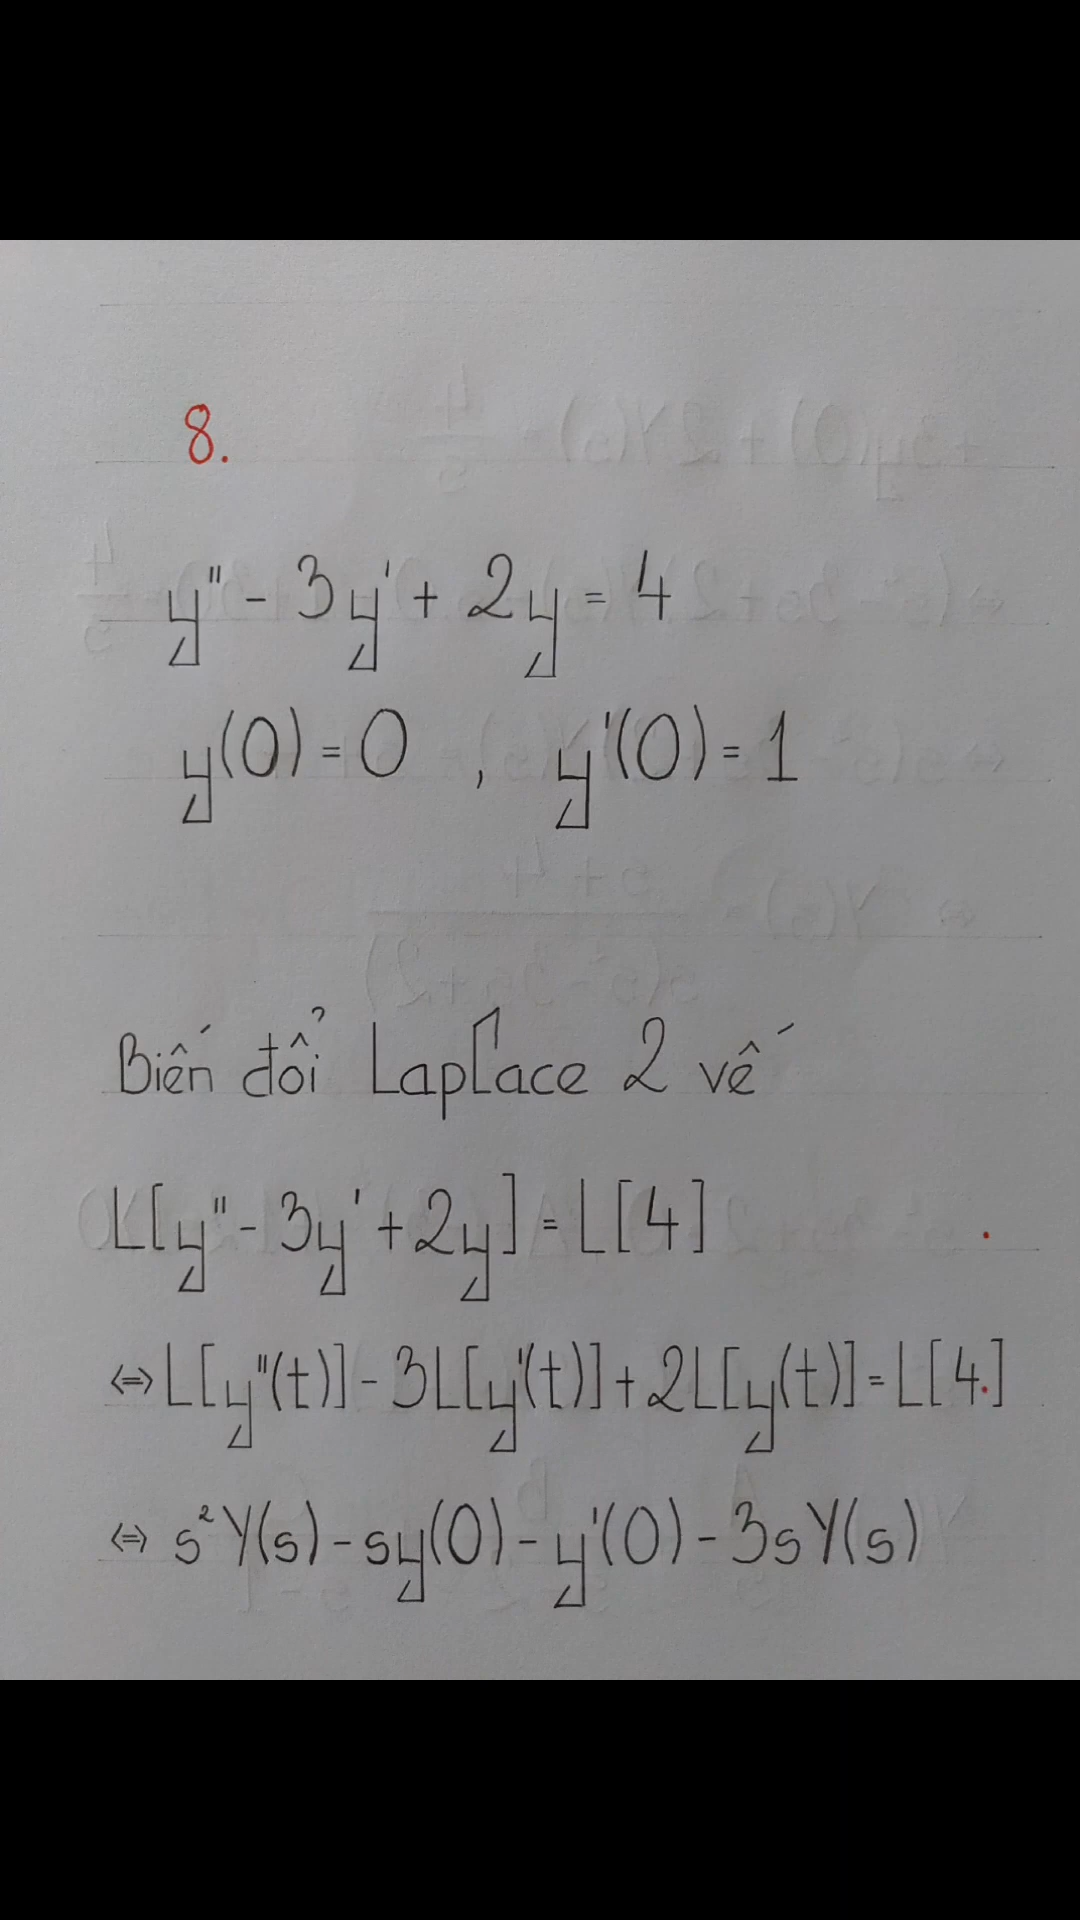 8.
y'' - 3y' + 2y = 4
y(0) = 0 , y'(0) = 1
Biến đổi Laplace 2 vế
L[y'' - 3y' + 2y] = L[4]
⇔ L[y''(t)] - 3L[y'(t)] + 2L[y(t)] = L[4.]
⇔ s²Y(s) - sy(0) - y'(0) - 3sY(s)